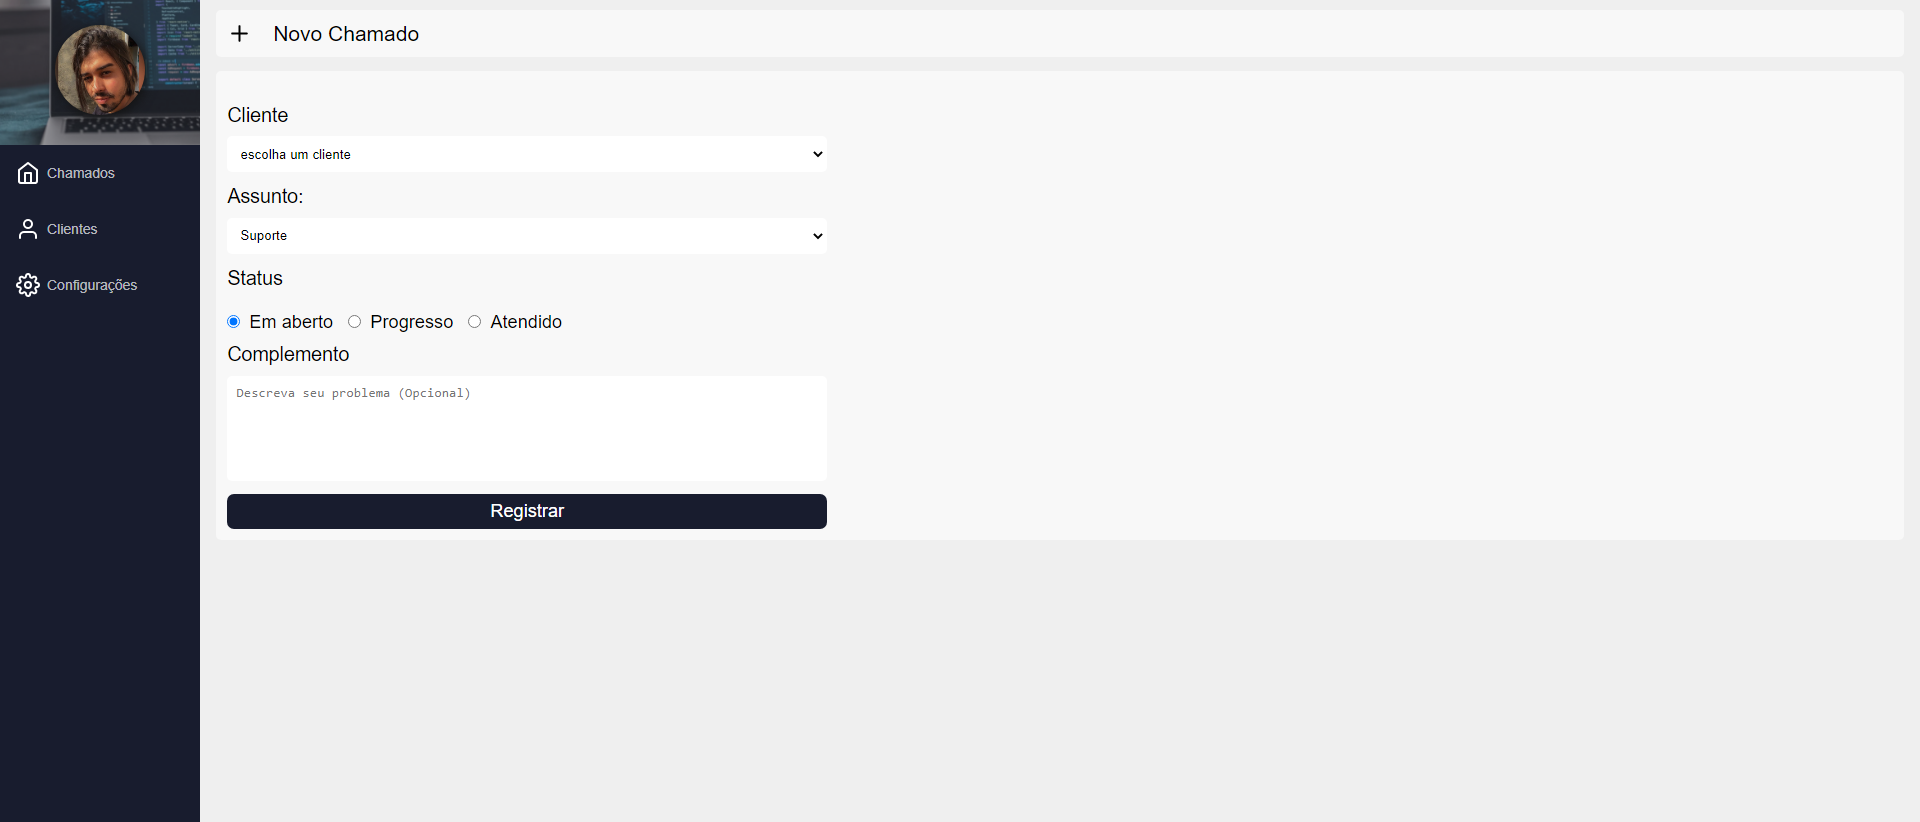 Chamados
Clientes
Configurações
Novo Chamado
Cliente
escolha um cliente
Assunto:
Suporte
Status
Em aberto Progresso Atendido
Complemento
Descreva seu problema (Opcional)
Registrar